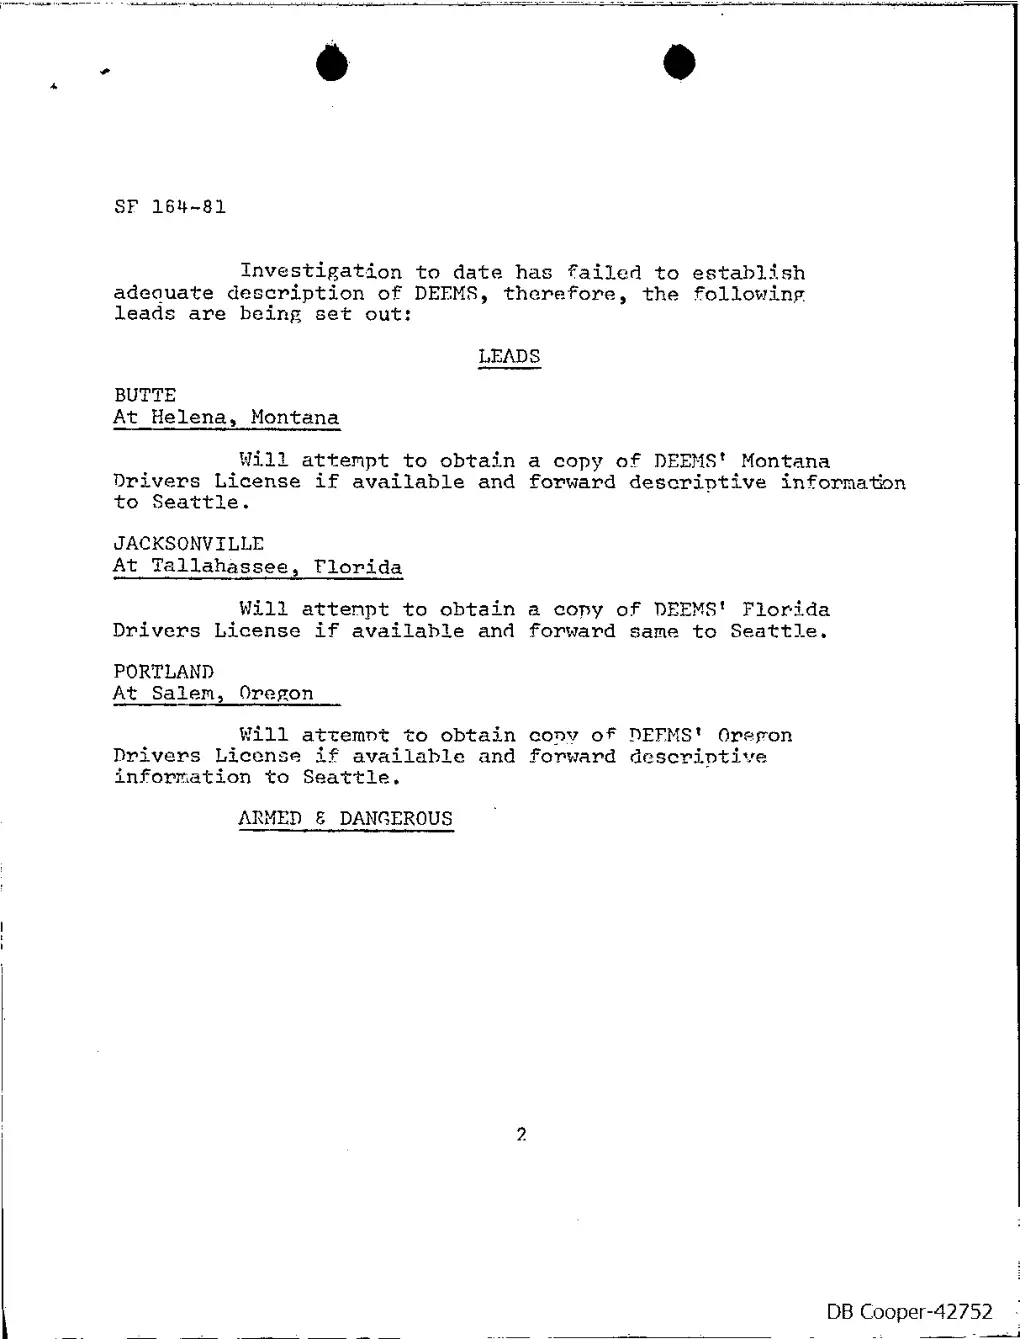 SF 164-81
Investigation to date has failed to establish
adequate description of DEEMS, therefore, the following
leads are being set out:
LEADS
BUTTE
At Helena, Montana
Will attempt to obtain a copy of DEEMS' Montana
Drivers License if available and forward descriptive information
to Seattle.
JACKSONVILLE
At Tallahassee, Florida
Will attempt to obtain a copy of DEEMS' Florida
Drivers License if available and forward same to Seattle.
PORTLAND
At Salem, Oregon
Will attempt to obtain copy of DEEMS' Oregon
Drivers License if available and forward descriptive
information to Seattle.
ARMED & DANGEROUS
2
DB Cooper-42752